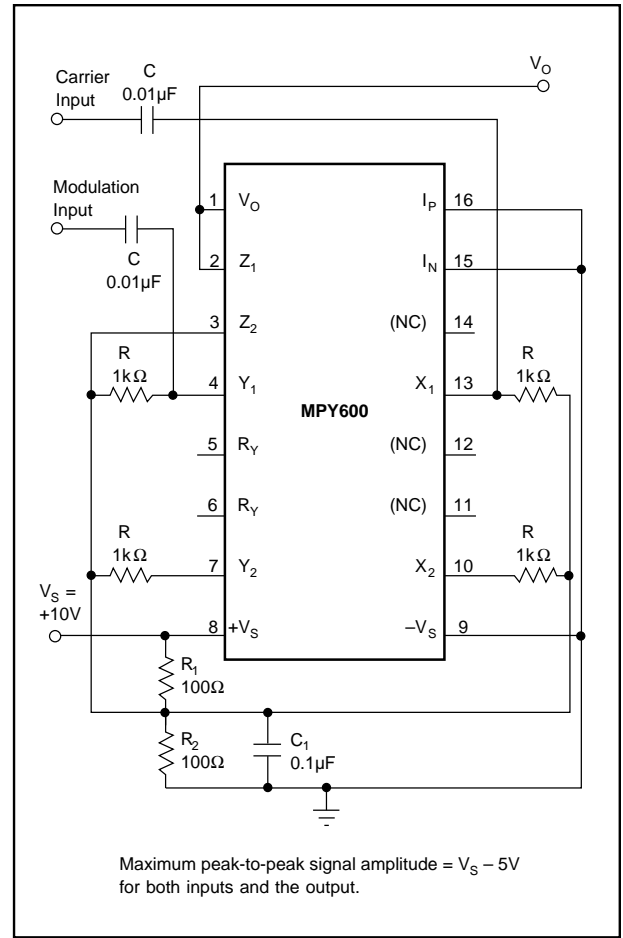 Carrier
Input
C
0.01µF
V_O
Modulation
Input
C
0.01µF
1 V_O
I_P 16
2 Z_1
I_N 15
3 Z_2
(NC) 14
R
1kΩ
4 Y_1
X_1 13
R
1kΩ
MPY600
5 R_Y
(NC) 12
6 R_Y
(NC) 11
R
1kΩ
7 Y_2
X_2 10
R
1kΩ
V_S =
+10V
8 +V_S
–V_S 9
R_1
100Ω
R_2
100Ω
C_1
0.1µF
Maximum peak-to-peak signal amplitude = V_S – 5V
for both inputs and the output.